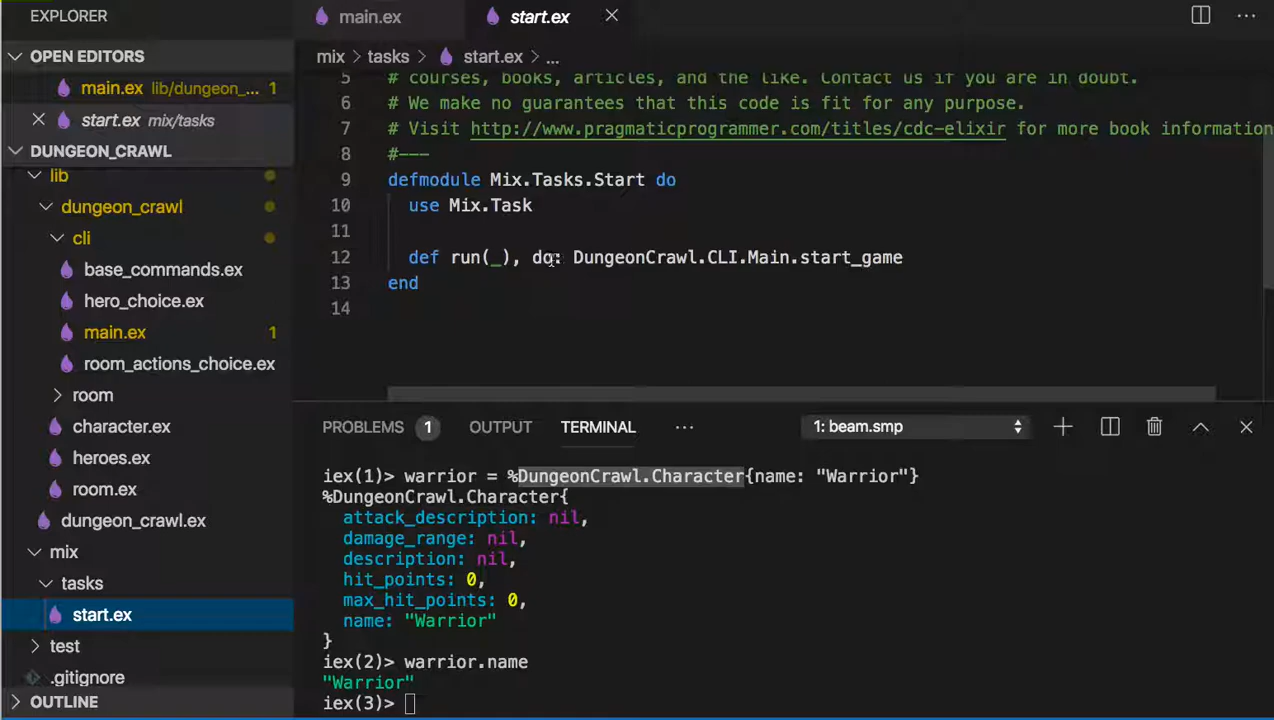 EXPLORER
OPEN EDITORS
main.ex lib/dungeon_... 1
start.ex mix/tasks
DUNGEON_CRAWL
lib
dungeon_crawl
cli
base_commands.ex
hero_choice.ex
main.ex 1
room_actions_choice.ex
room
character.ex
heroes.ex
room.ex
dungeon_crawl.ex
mix
tasks
start.ex
test
.gitignore
OUTLINE
main.ex
start.ex
mix > tasks > start.ex > ...
5 # courses, books, articles, and the like. Contact us if you are in doubt.
6 # We make no guarantees that this code is fit for any purpose.
7 # Visit http://www.pragmaticprogrammer.com/titles/cdc-elixir for more book information
8 #---
9 defmodule Mix.Tasks.Start do
10 use Mix.Task
11
12 def run(_), do: DungeonCrawl.CLI.Main.start_game
13 end
14
PROBLEMS 1 OUTPUT TERMINAL ... 1: beam.smp
iex(1)> warrior = %DungeonCrawl.Character{name: "Warrior"}
%DungeonCrawl.Character{
attack_description: nil,
damage_range: nil,
description: nil,
hit_points: 0,
max_hit_points: 0,
name: "Warrior"
}
iex(2)> warrior.name
"Warrior"
iex(3)>